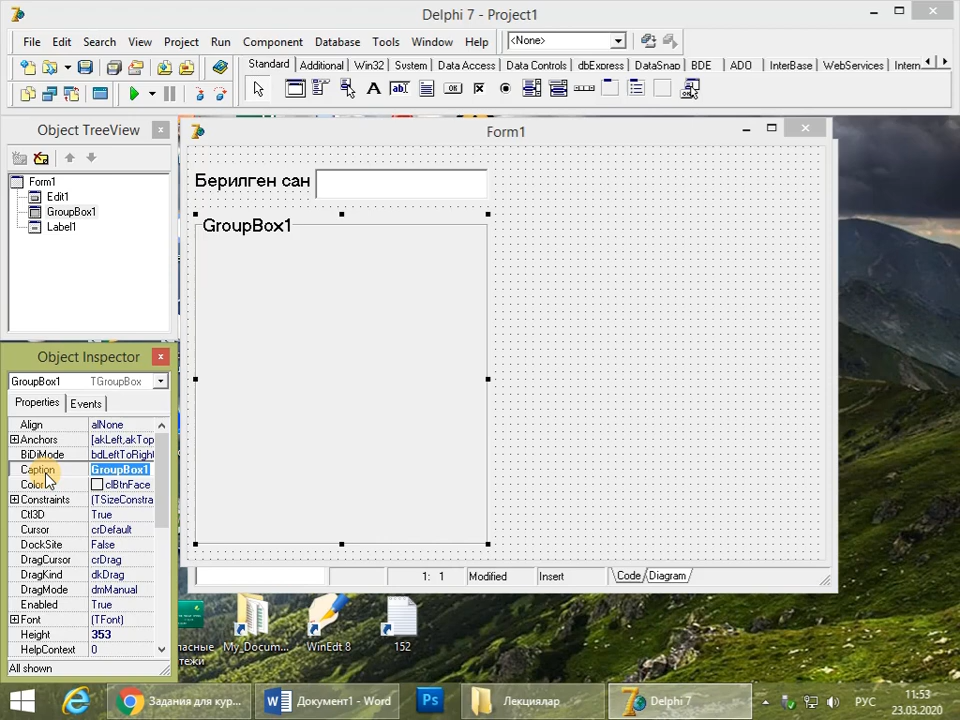 Delphi 7 - Project1
File Edit Search View Project Run Component Database Tools Window Help
<None>
Standard Additional Win32 System Data Access Data Controls dbExpress DataSnap BDE ADO InterBase WebServices Intern
Object TreeView
Form1
Edit1
GroupBox1
Label1
Form1
Берилген сан
GroupBox1
Object Inspector
GroupBox1 TGroupBox
Properties Events
Align alNone
Anchors [akLeft,akTop
BiDiMode bdLeftToRight
Caption GroupBox1
Color clBtnFace
Constraints (TSizeConstra
Ctl3D True
Cursor crDefault
DockSite False
DragCursor crDrag
DragKind dkDrag
DragMode dmManual
Enabled True
Font (TFont)
Height 353
HelpContext 0
All shown
1: 1 Modified Insert Code Diagram
My_Docum... WinEdt 8 152
Задания для кур... Документ1 - Word Ps Лекциялар Delphi 7 РУС
11:53
23.03.2020